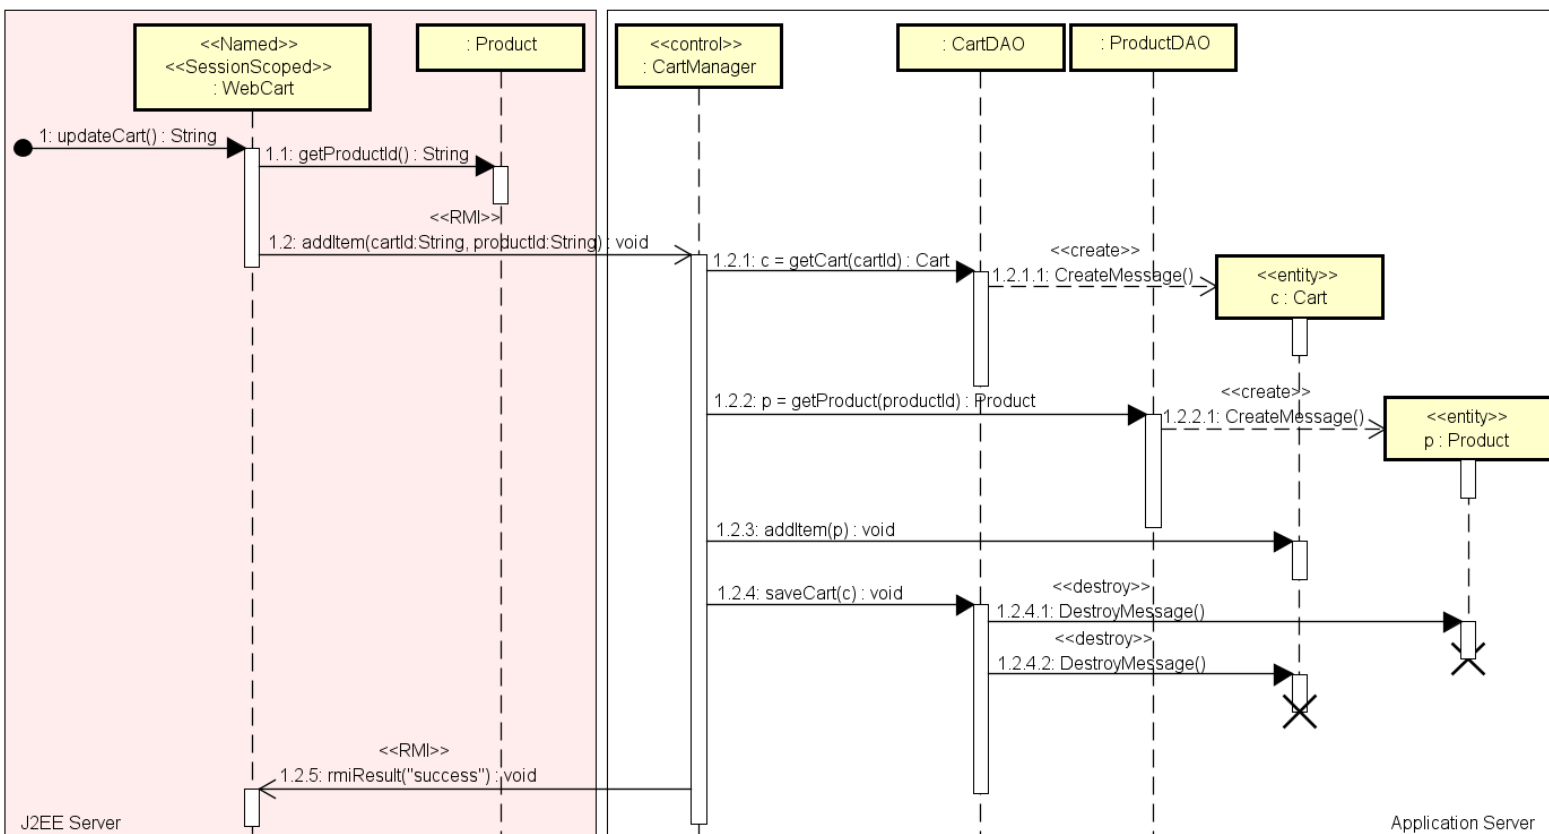 <<Named>>
<<SessionScoped>>
: WebCart
: Product
<<control>>
: CartManager
: CartDAO
: ProductDAO
1: updateCart() : String
1.1: getProductId() : String
<<RMI>>
1.2: addItem(cartId:String, productId:String) : void
1.2.1: c = getCart(cartId) : Cart
<<create>>
1.2.1.1: CreateMessage()
<<entity>>
c : Cart
1.2.2: p = getProduct(productId) : Product
<<create>>
1.2.2.1: CreateMessage()
<<entity>>
p : Product
1.2.3: addItem(p) : void
1.2.4: saveCart(c) : void
<<destroy>>
1.2.4.1: DestroyMessage()
<<destroy>>
1.2.4.2: DestroyMessage()
<<RMI>>
1.2.5: rmiResult("success") : void
J2EE Server
Application Server